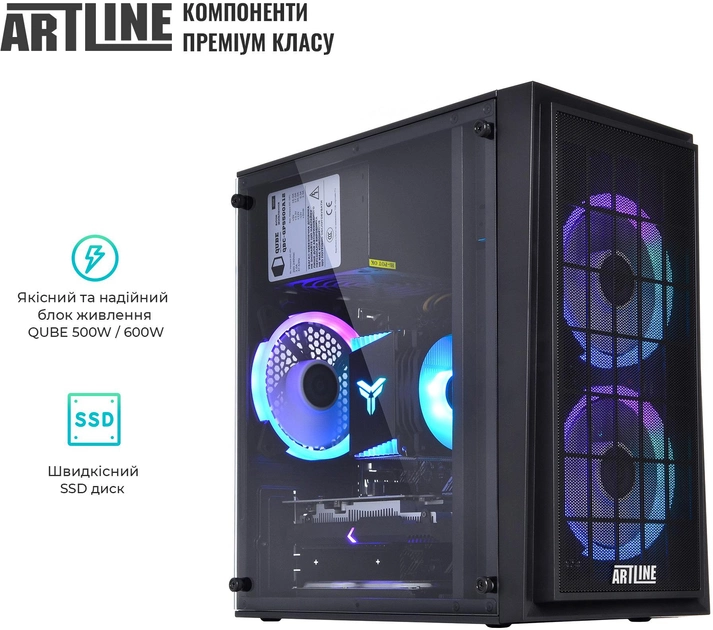 ARTLINE
КОМПОНЕНТИ
ПРЕМІУМ КЛАСУ
Якісний та надійний
блок живлення
QUBE 500W / 600W
SSD
Швидкісний
SSD диск
QUBE
ARTLINE